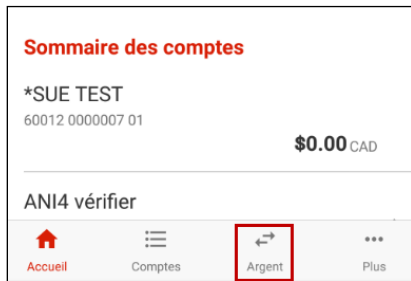 Sommaire des comptes
*SUE TEST
60012 0000007 01
$0.00 CAD
ANI4 vérifier
Accueil Comptes Argent Plus